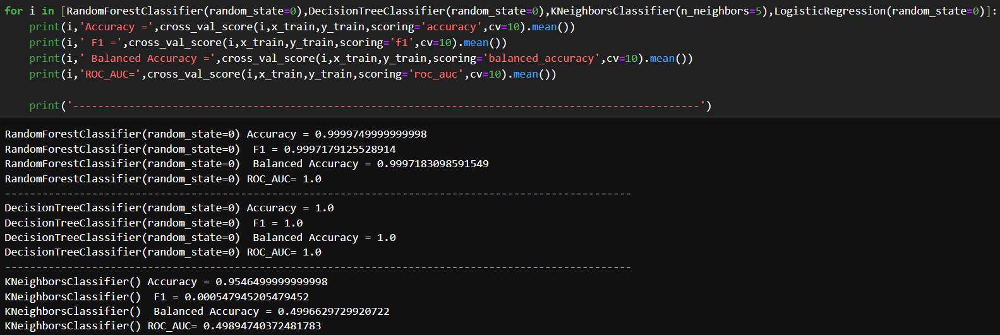 for i in [RandomForestClassifier(random_state=0),DecisionTreeClassifier(random_state=0),KNeighborsClassifier(n_neighbors=5),LogisticRegression(random_state=0)]:
    print(i,'Accuracy =',cross_val_score(i,x_train,y_train,scoring='accuracy',cv=10).mean())
    print(i,' F1 =',cross_val_score(i,x_train,y_train,scoring='f1',cv=10).mean())
    print(i,' Balanced Accuracy =',cross_val_score(i,x_train,y_train,scoring='balanced_accuracy',cv=10).mean())
    print(i,'ROC_AUC=',cross_val_score(i,x_train,y_train,scoring='roc_auc',cv=10).mean())
    print('-----------------------------------------------------------------------------------------------------')
RandomForestClassifier(random_state=0) Accuracy = 0.9999749999999998
RandomForestClassifier(random_state=0)  F1 = 0.9997179125528914
RandomForestClassifier(random_state=0)  Balanced Accuracy = 0.9997183098591549
RandomForestClassifier(random_state=0) ROC_AUC= 1.0
-----------------------------------------------------------------------------------------------------
DecisionTreeClassifier(random_state=0) Accuracy = 1.0
DecisionTreeClassifier(random_state=0)  F1 = 1.0
DecisionTreeClassifier(random_state=0)  Balanced Accuracy = 1.0
DecisionTreeClassifier(random_state=0) ROC_AUC= 1.0
-----------------------------------------------------------------------------------------------------
KNeighborsClassifier() Accuracy = 0.9546499999999998
KNeighborsClassifier()  F1 = 0.000547945205479452
KNeighborsClassifier()  Balanced Accuracy = 0.4996629729920722
KNeighborsClassifier() ROC_AUC= 0.49894740372481783